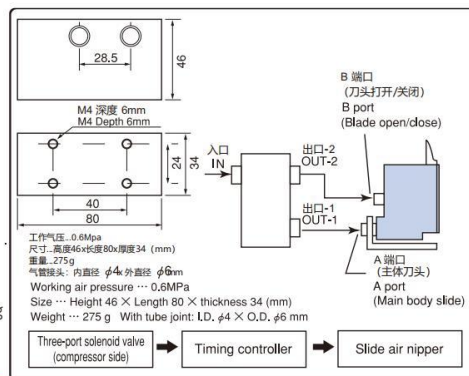 28.5
46
M4 深度 6mm
M4 Depth 6mm
24
34
40
80
入口
IN
出口-2
OUT-2
出口-1
OUT-1
B 端口
(刀头打开/关闭)
B port
(Blade open/close)
A 端口
(主体刀头)
A port
(Main body slide)
工作气压...0.6Mpa
尺寸...高度46x长度80x厚度34 (mm)
重量...275g
气管接头: 内直径 φ4x 外直径 φ6mm
Working air pressure ··· 0.6MPa
Size ··· Height 46 × Length 80 × thickness 34 (mm)
Weight ··· 275 g With tube joint: I.D. φ4 × O.D. φ6 mm
Three-port solenoid valve
(compressor side)
Timing controller
Slide air nipper